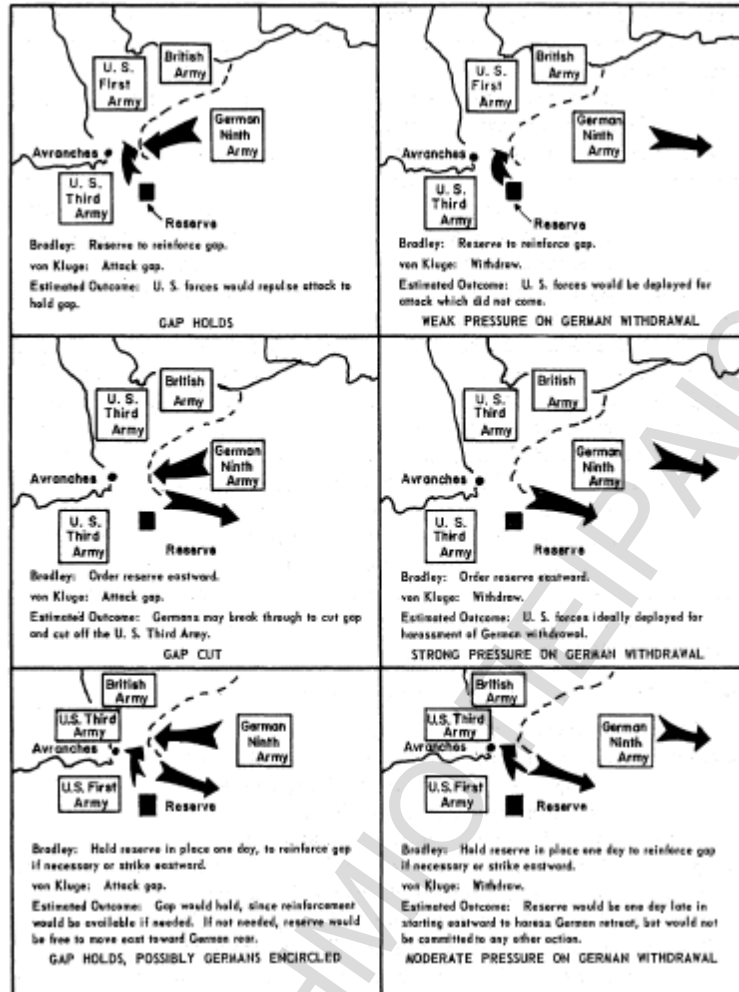 U. S.
First
Army
British
Army
German
Ninth
Army
Avranches
U. S.
Third
Army
Reserve
Bradley: Reserve to reinforce gap.
von Kluge: Attack gap.
Estimated Outcome: U. S. forces would repulse attack to
hold gap.
GAP HOLDS
U. S.
First
Army
British
Army
German
Ninth
Army
Avranches
U. S.
Third
Army
Reserve
Bradley: Reserve to reinforce gap.
von Kluge: Withdraw.
Estimated Outcome: U. S. forces would be deployed for
attack which did not come.
WEAK PRESSURE ON GERMAN WITHDRAWAL
U. S.
Third
Army
British
Army
German
Ninth
Army
Avranches
U. S.
Third
Army
Reserve
Bradley: Order reserve eastward.
von Kluge: Attack gap.
Estimated Outcome: Germans may break through to cut gap
and cut off the U. S. Third Army.
GAP CUT
U. S.
Third
Army
British
Army
German
Ninth
Army
Avranches
U. S.
Third
Army
Reserve
Bradley: Order reserve eastward.
von Kluge: Withdraw.
Estimated Outcome: U. S. forces ideally deployed for
harassment of German withdrawal.
STRONG PRESSURE ON GERMAN WITHDRAWAL
British
Army
U.S. Third
Army
German
Ninth
Army
Avranches
U.S. First
Army
Reserve
Bradley: Hold reserve in place one day, to reinforce gap
if necessary or strike eastward.
von Kluge: Attack gap.
Estimated Outcome: Gap would hold, since reinforcement
would be available if needed. If not needed, reserve would
be free to move east toward German rear.
GAP HOLDS, POSSIBLY GERMANS ENCIRCLED
British
Army
U.S. Third
Army
German
Ninth
Army
Avranches
U.S. First
Army
Reserve
Bradley: Hold reserve in place one day to reinforce gap
if necessary or strike eastward.
von Kluge: Withdraw.
Estimated Outcome: Reserve would be one day late in
starting eastward to harass German retreat, but would not
be committed to any other action.
MODERATE PRESSURE ON GERMAN WITHDRAWAL